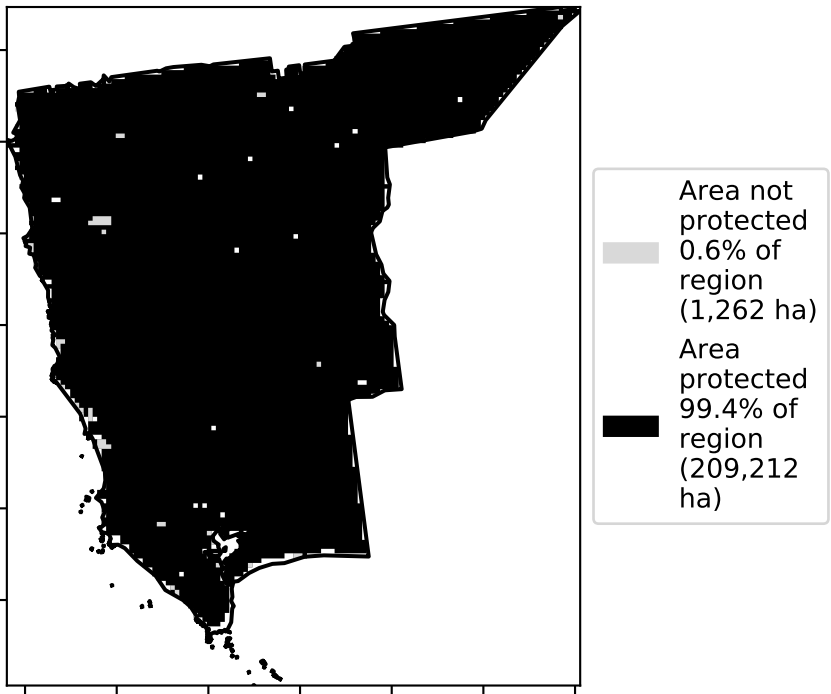 Area not
protected
0.6% of
region
(1,262 ha)
Area
protected
99.4% of
region
(209,212
ha)